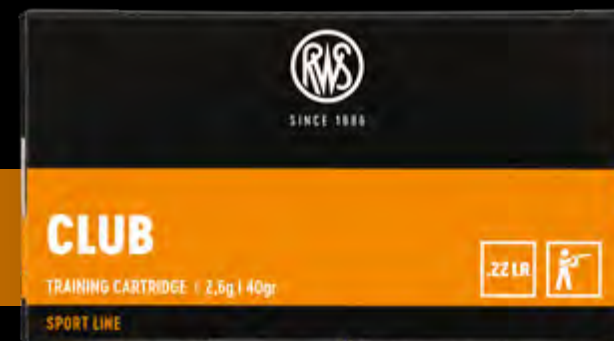 RWS
SINCE 1886
CLUB
.22 LR
TRAINING CARTRIDGE | 2,6g | 40gr
SPORT LINE